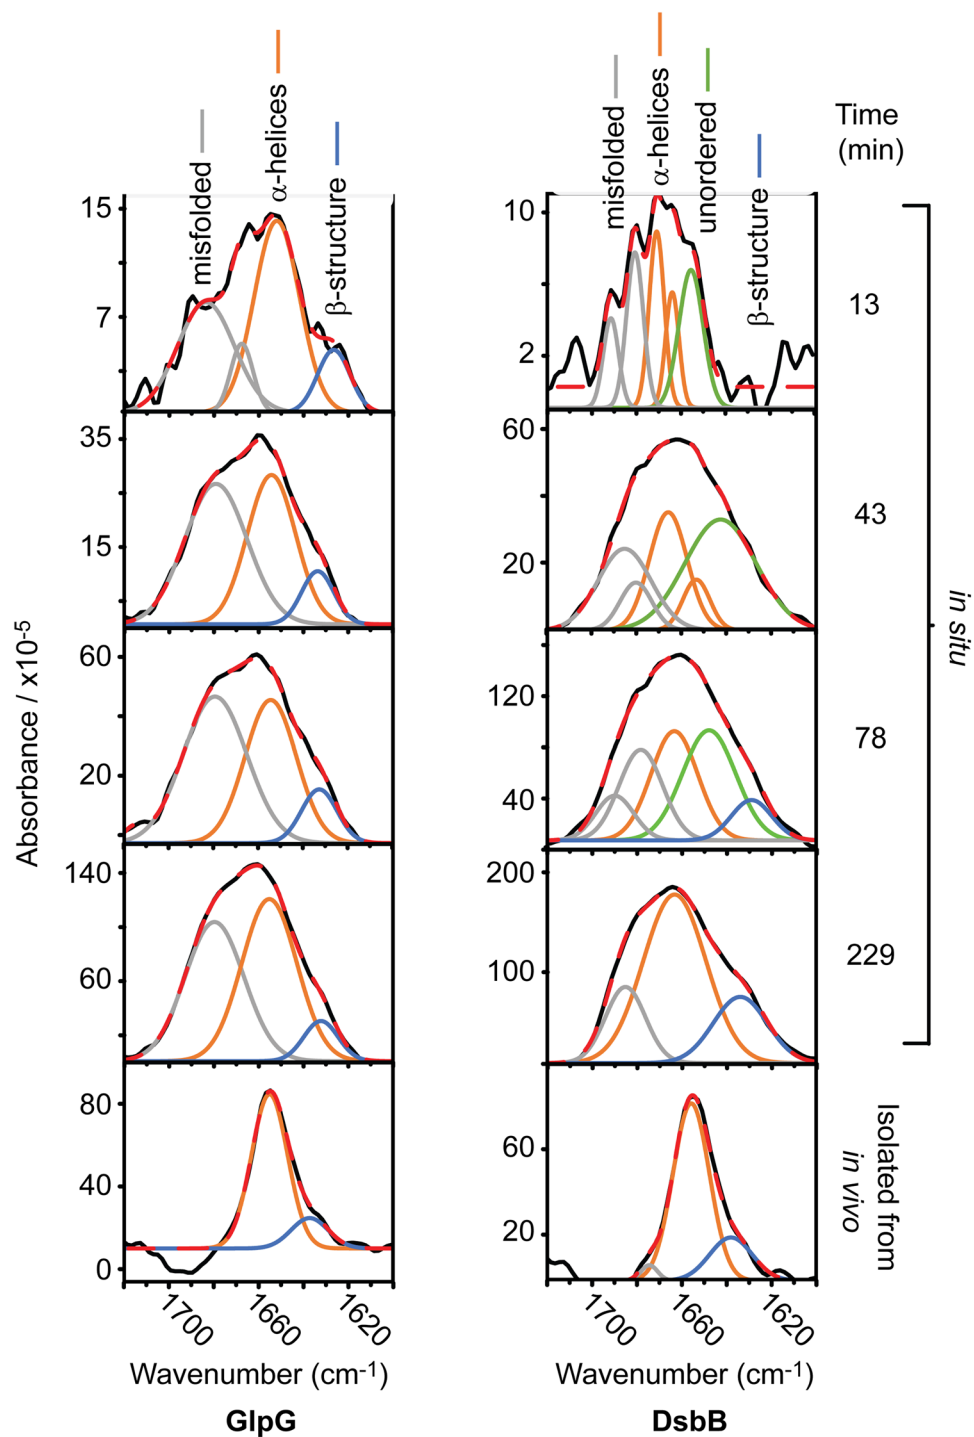 misfolded
α-helices
β-structure
misfolded
α-helices
unordered
β-structure
Time
(min)
15
7
10
2
13
35
15
60
20
43
60
20
120
40
78
140
60
200
100
229
in situ
80
40
0
60
20
Isolated from
in vivo
Absorbance / x10-5
1700
1660
1620
1700
1660
1620
Wavenumber (cm-1)
Wavenumber (cm-1)
GlpG
DsbB